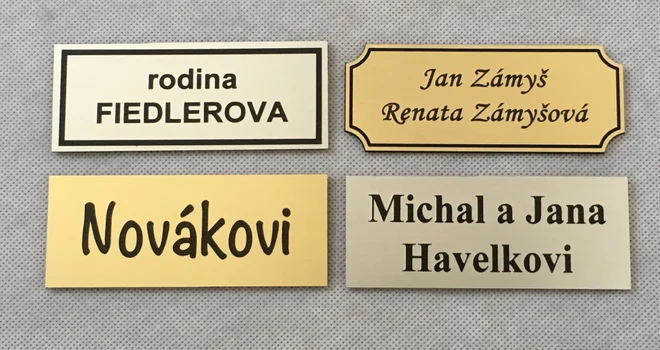 rodina
FIEDLEROVA
Jan Zámyš
Renata Zámyšová
Novákovi
Michal a Jana
Havelkovi